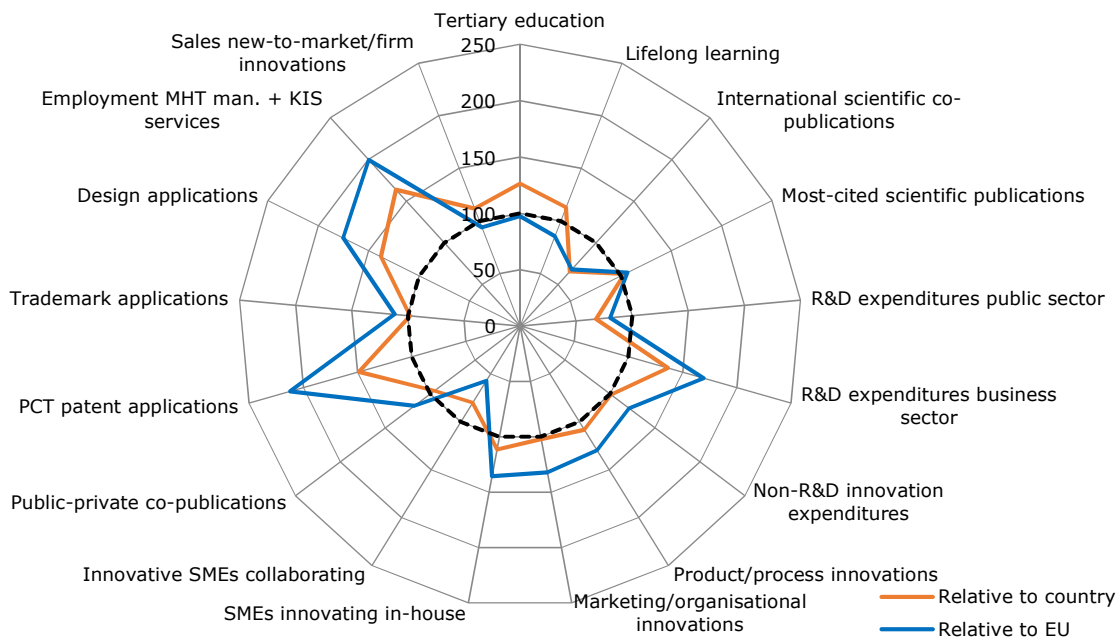 Tertiary education
250
200
150
100
50
0
Lifelong learning
International scientific co-
publications
Most-cited scientific publications
R&D expenditures public sector
R&D expenditures business
sector
Non-R&D innovation
expenditures
Product/process innovations
Marketing/organisational
innovations
SMEs innovating in-house
Innovative SMEs collaborating
Public-private co-publications
PCT patent applications
Trademark applications
Design applications
Employment MHT man. + KIS
services
Sales new-to-market/firm
innovations
Relative to country
Relative to EU